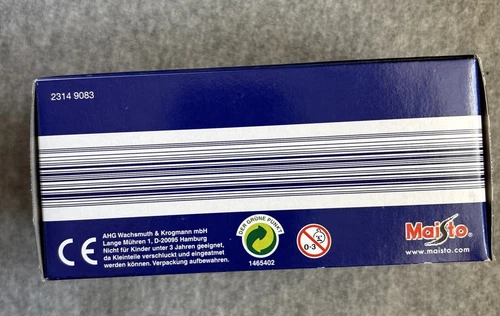 2314 9083
AHG Wachsmuth & Krogmann mbH
Lange Mühren 1, D-20095 Hamburg
Nicht für Kinder unter 3 Jahren geeignet,
da Kleinteile verschluckt und eingeatmet
werden können. Verpackung aufbewahren.
CE
DER GRÜNE PUNKT
1465402
0-3
Maisto
www.maisto.com